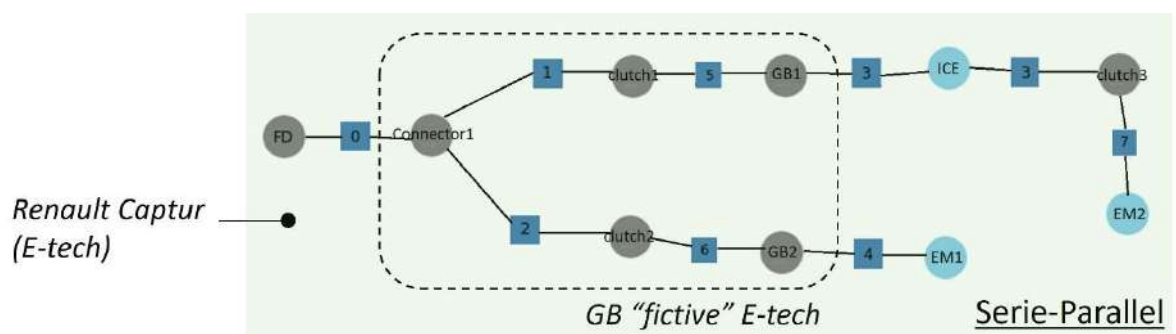 1
clutch1
5
GB1
3
ICE
3
clutch3
FD
0
Connector1
7
Renault Captur
(E-tech)
EM2
2
clutch2
6
GB2
4
EM1
GB “fictive” E-tech
Serie-Parallel